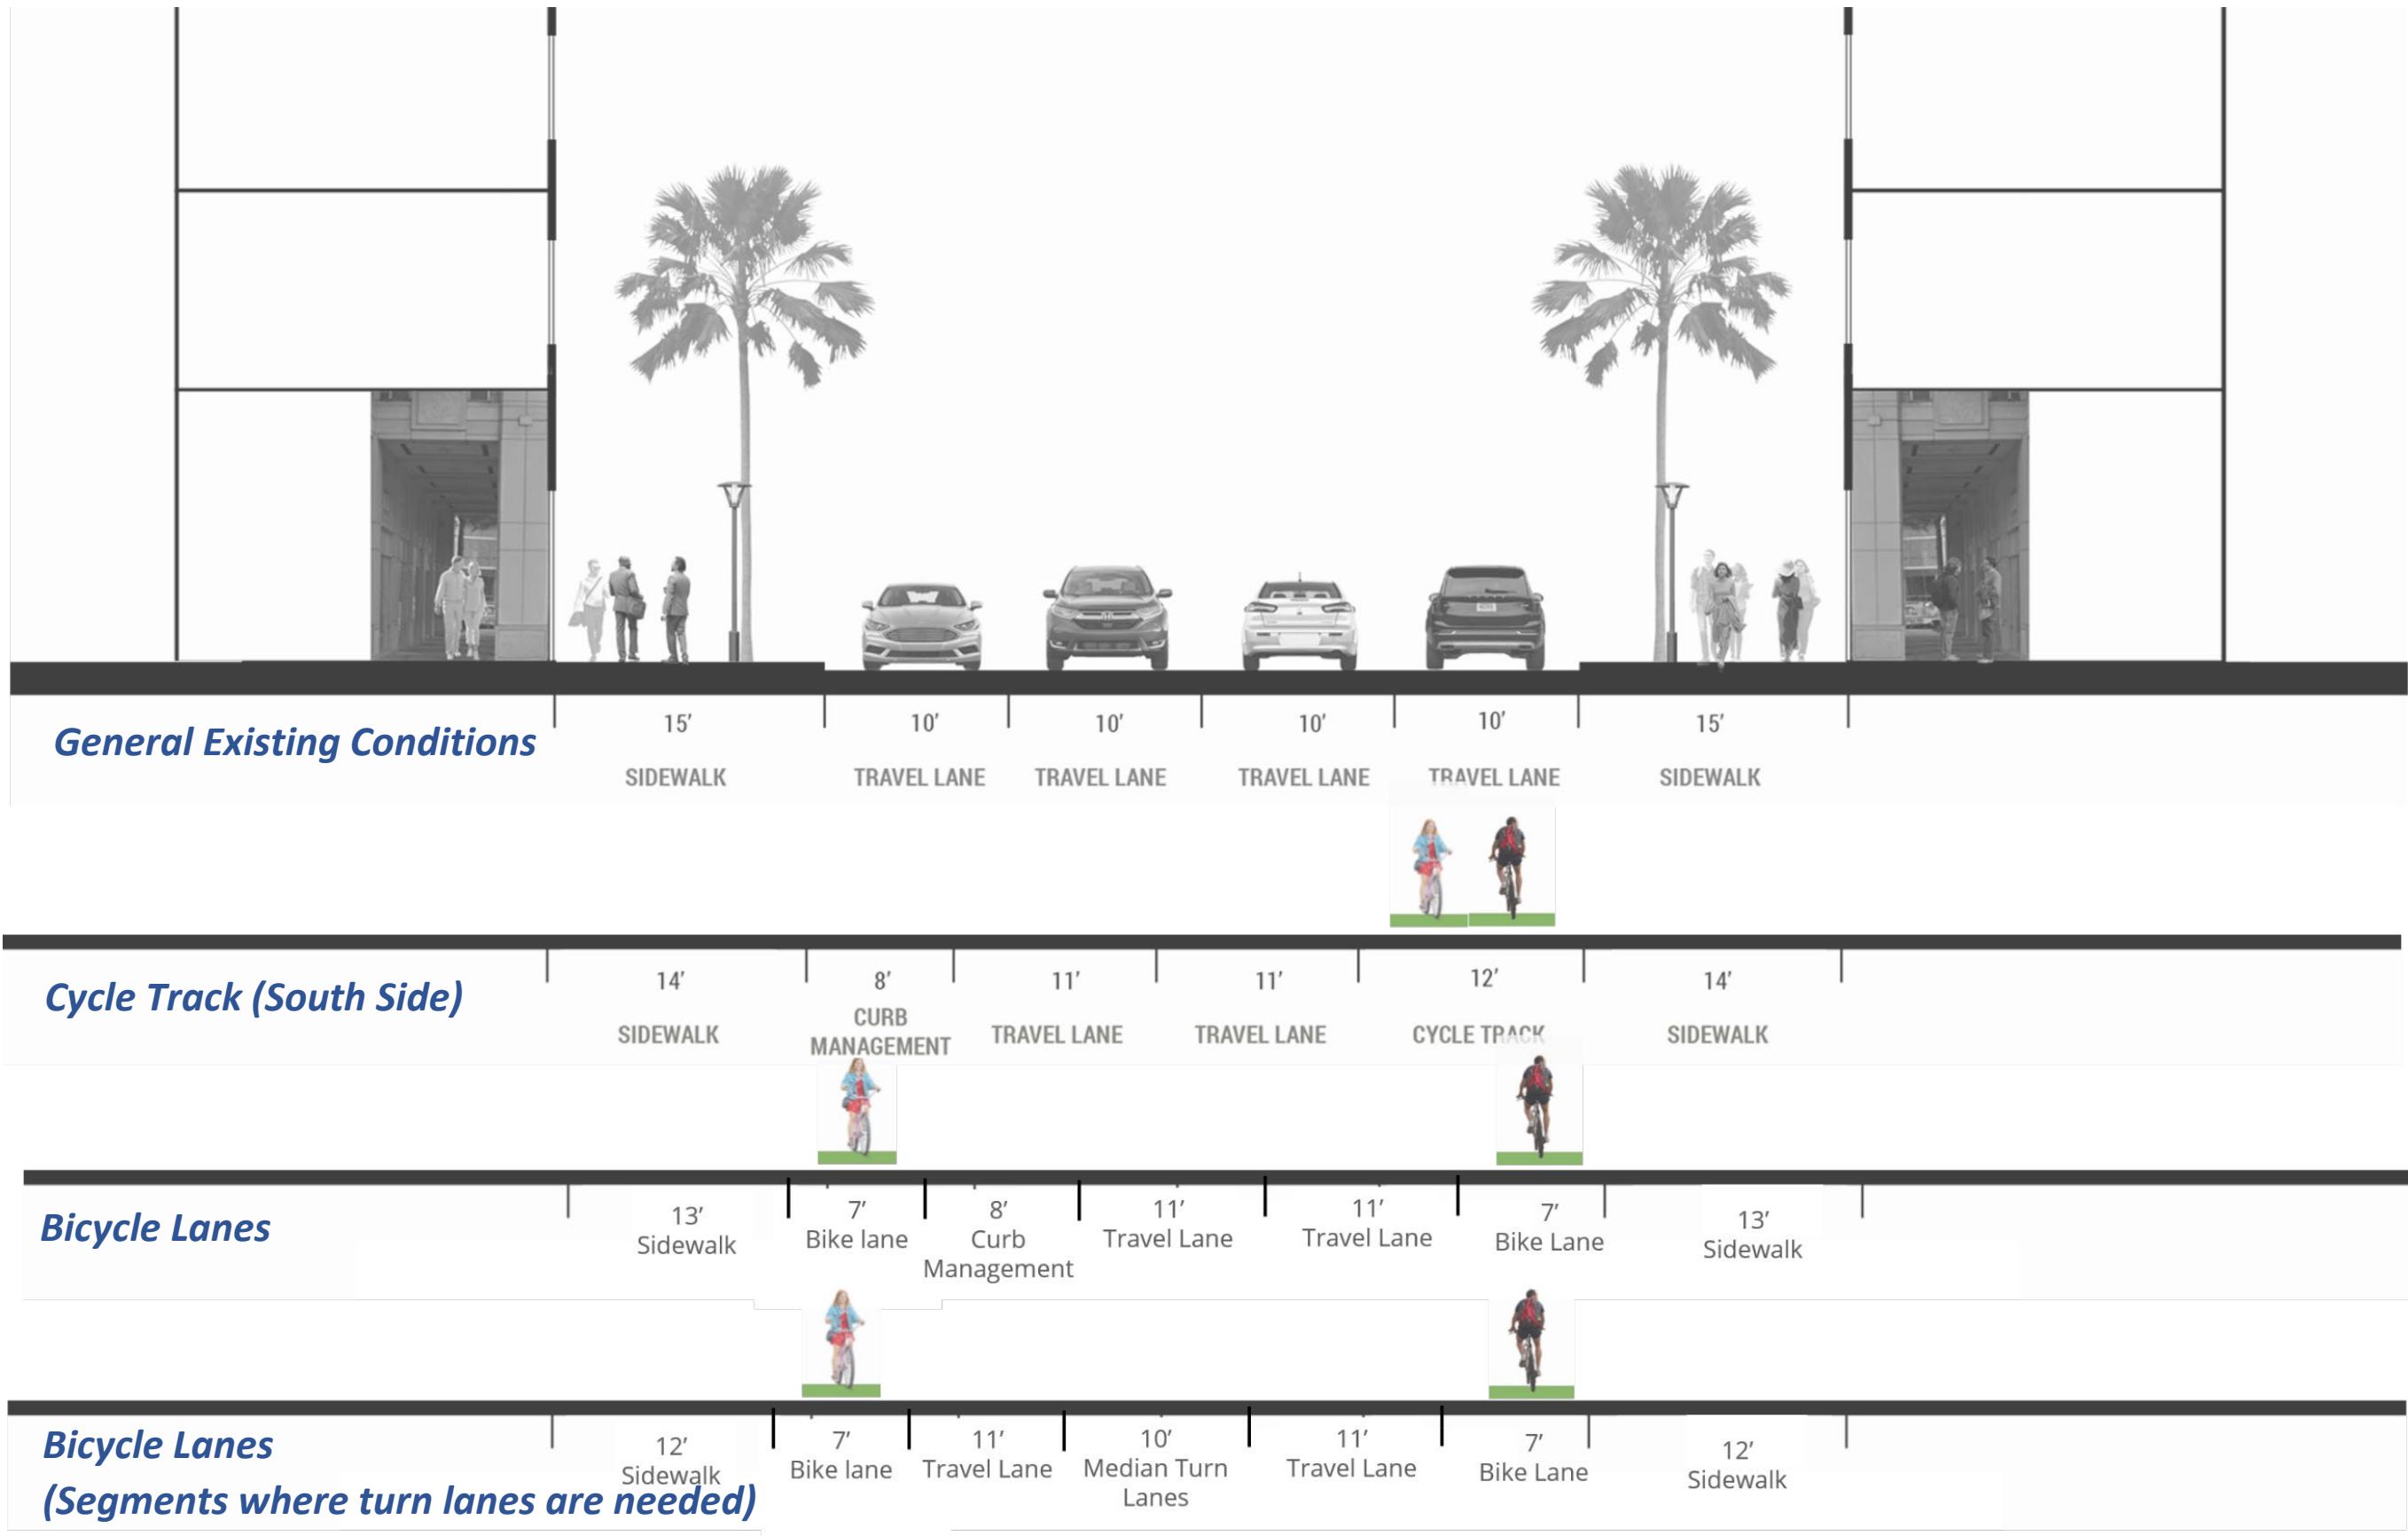 General Existing Conditions
15’ 10’ 10’ 10’ 10’ 15’
SIDEWALK TRAVEL LANE TRAVEL LANE TRAVEL LANE TRAVEL LANE SIDEWALK
Cycle Track (South Side)
14’ 8’ 11’ 11’ 12’ 14’
SIDEWALK CURB MANAGEMENT TRAVEL LANE TRAVEL LANE CYCLE TRACK SIDEWALK
Bicycle Lanes
13’ 7’ 8’ 11’ 11’ 7’ 13’
Sidewalk Bike lane Curb Management Travel Lane Travel Lane Bike Lane Sidewalk
Bicycle Lanes
(Segments where turn lanes are needed)
12’ 7’ 11’ 10’ 11’ 7’ 12’
Sidewalk Bike lane Travel Lane Median Turn Lanes Travel Lane Bike Lane Sidewalk